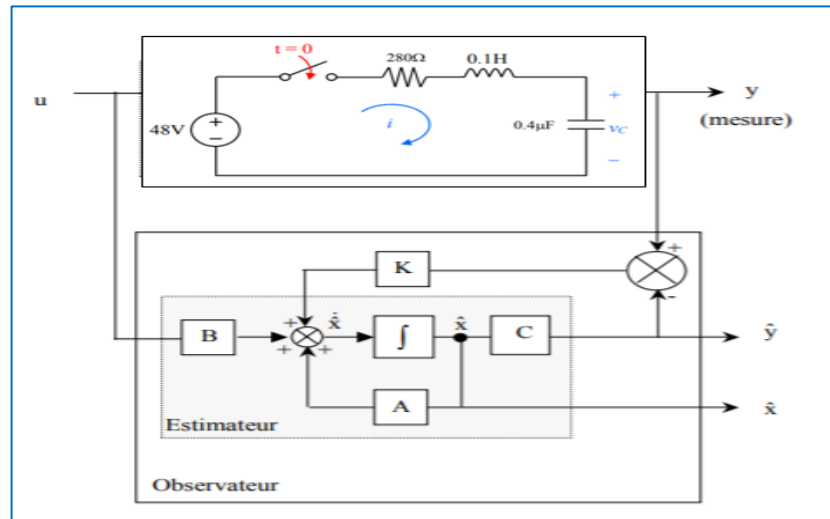 t = 0
280Ω
0.1H
u
48V
+
−
i
0.4μF
+
vC
−
y
(mesure)
K
+
-
B
+
+
+
ẋ̂
∫
x̂
C
ŷ
A
x̂
Estimateur
Observateur